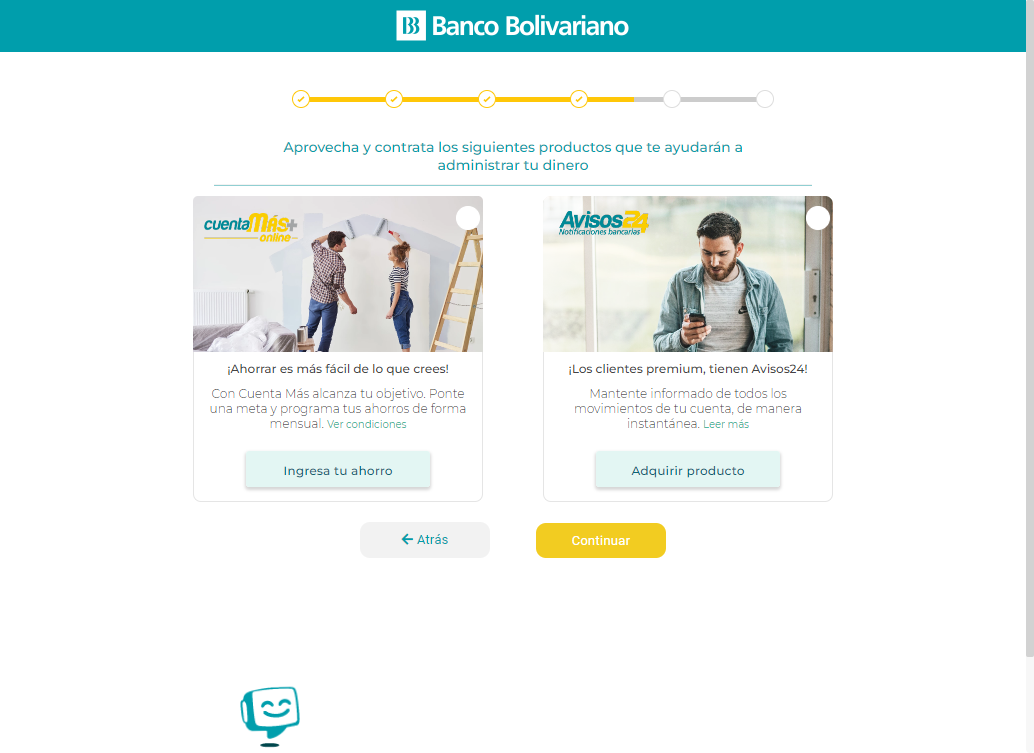 BB Banco Bolivariano
Aprovecha y contrata los siguientes productos que te ayudarán a
administrar tu dinero
cuenta Más+
online
Avisos24
Notificaciones bancarias
¡Ahorrar es más fácil de lo que crees!
Con Cuenta Más alcanza tu objetivo. Ponte
una meta y programa tus ahorros de forma
mensual. Ver condiciones
Ingresa tu ahorro
¡Los clientes premium, tienen Avisos24!
Mantente informado de todos los
movimientos de tu cuenta, de manera
instantánea. Leer más
Adquirir producto
Atrás
Continuar